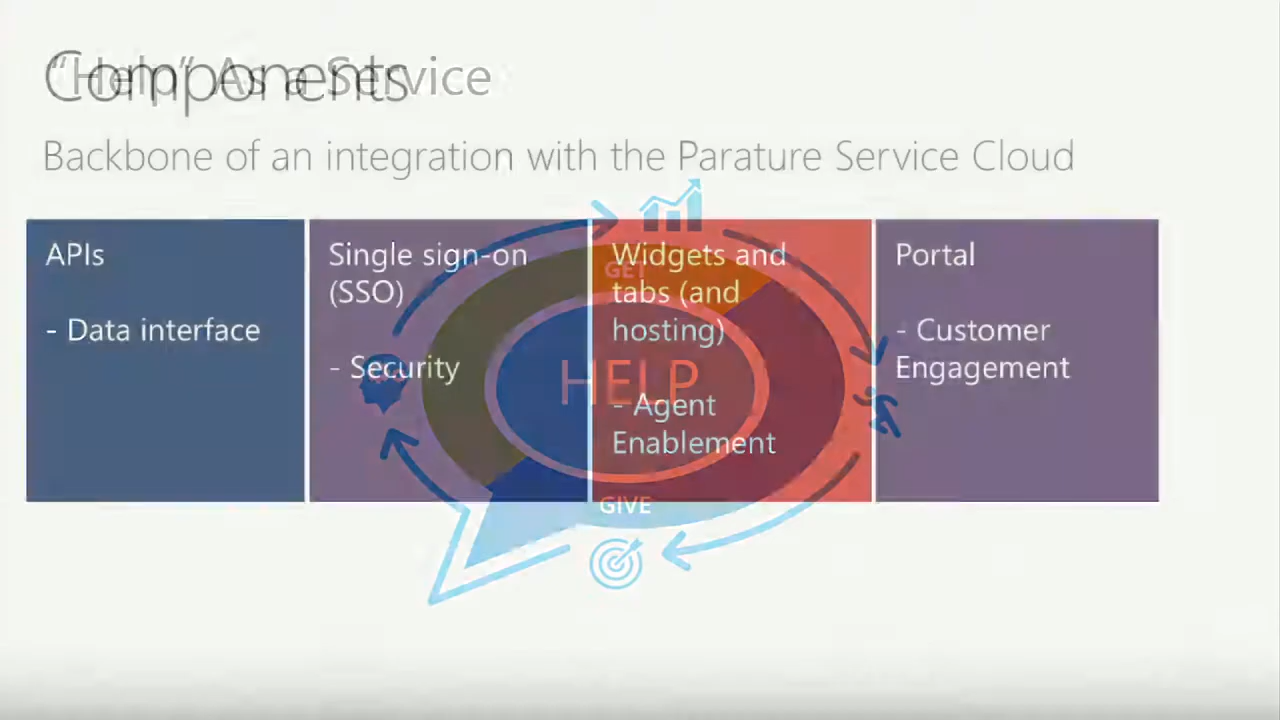 Components
"Help" As a Service
Backbone of an integration with the Parature Service Cloud
APIs
- Data interface
Single sign-on
(SSO)
- Security
Widgets and
tabs (and
hosting)
- Agent
Enablement
Portal
- Customer
Engagement
GET
HELP
GIVE